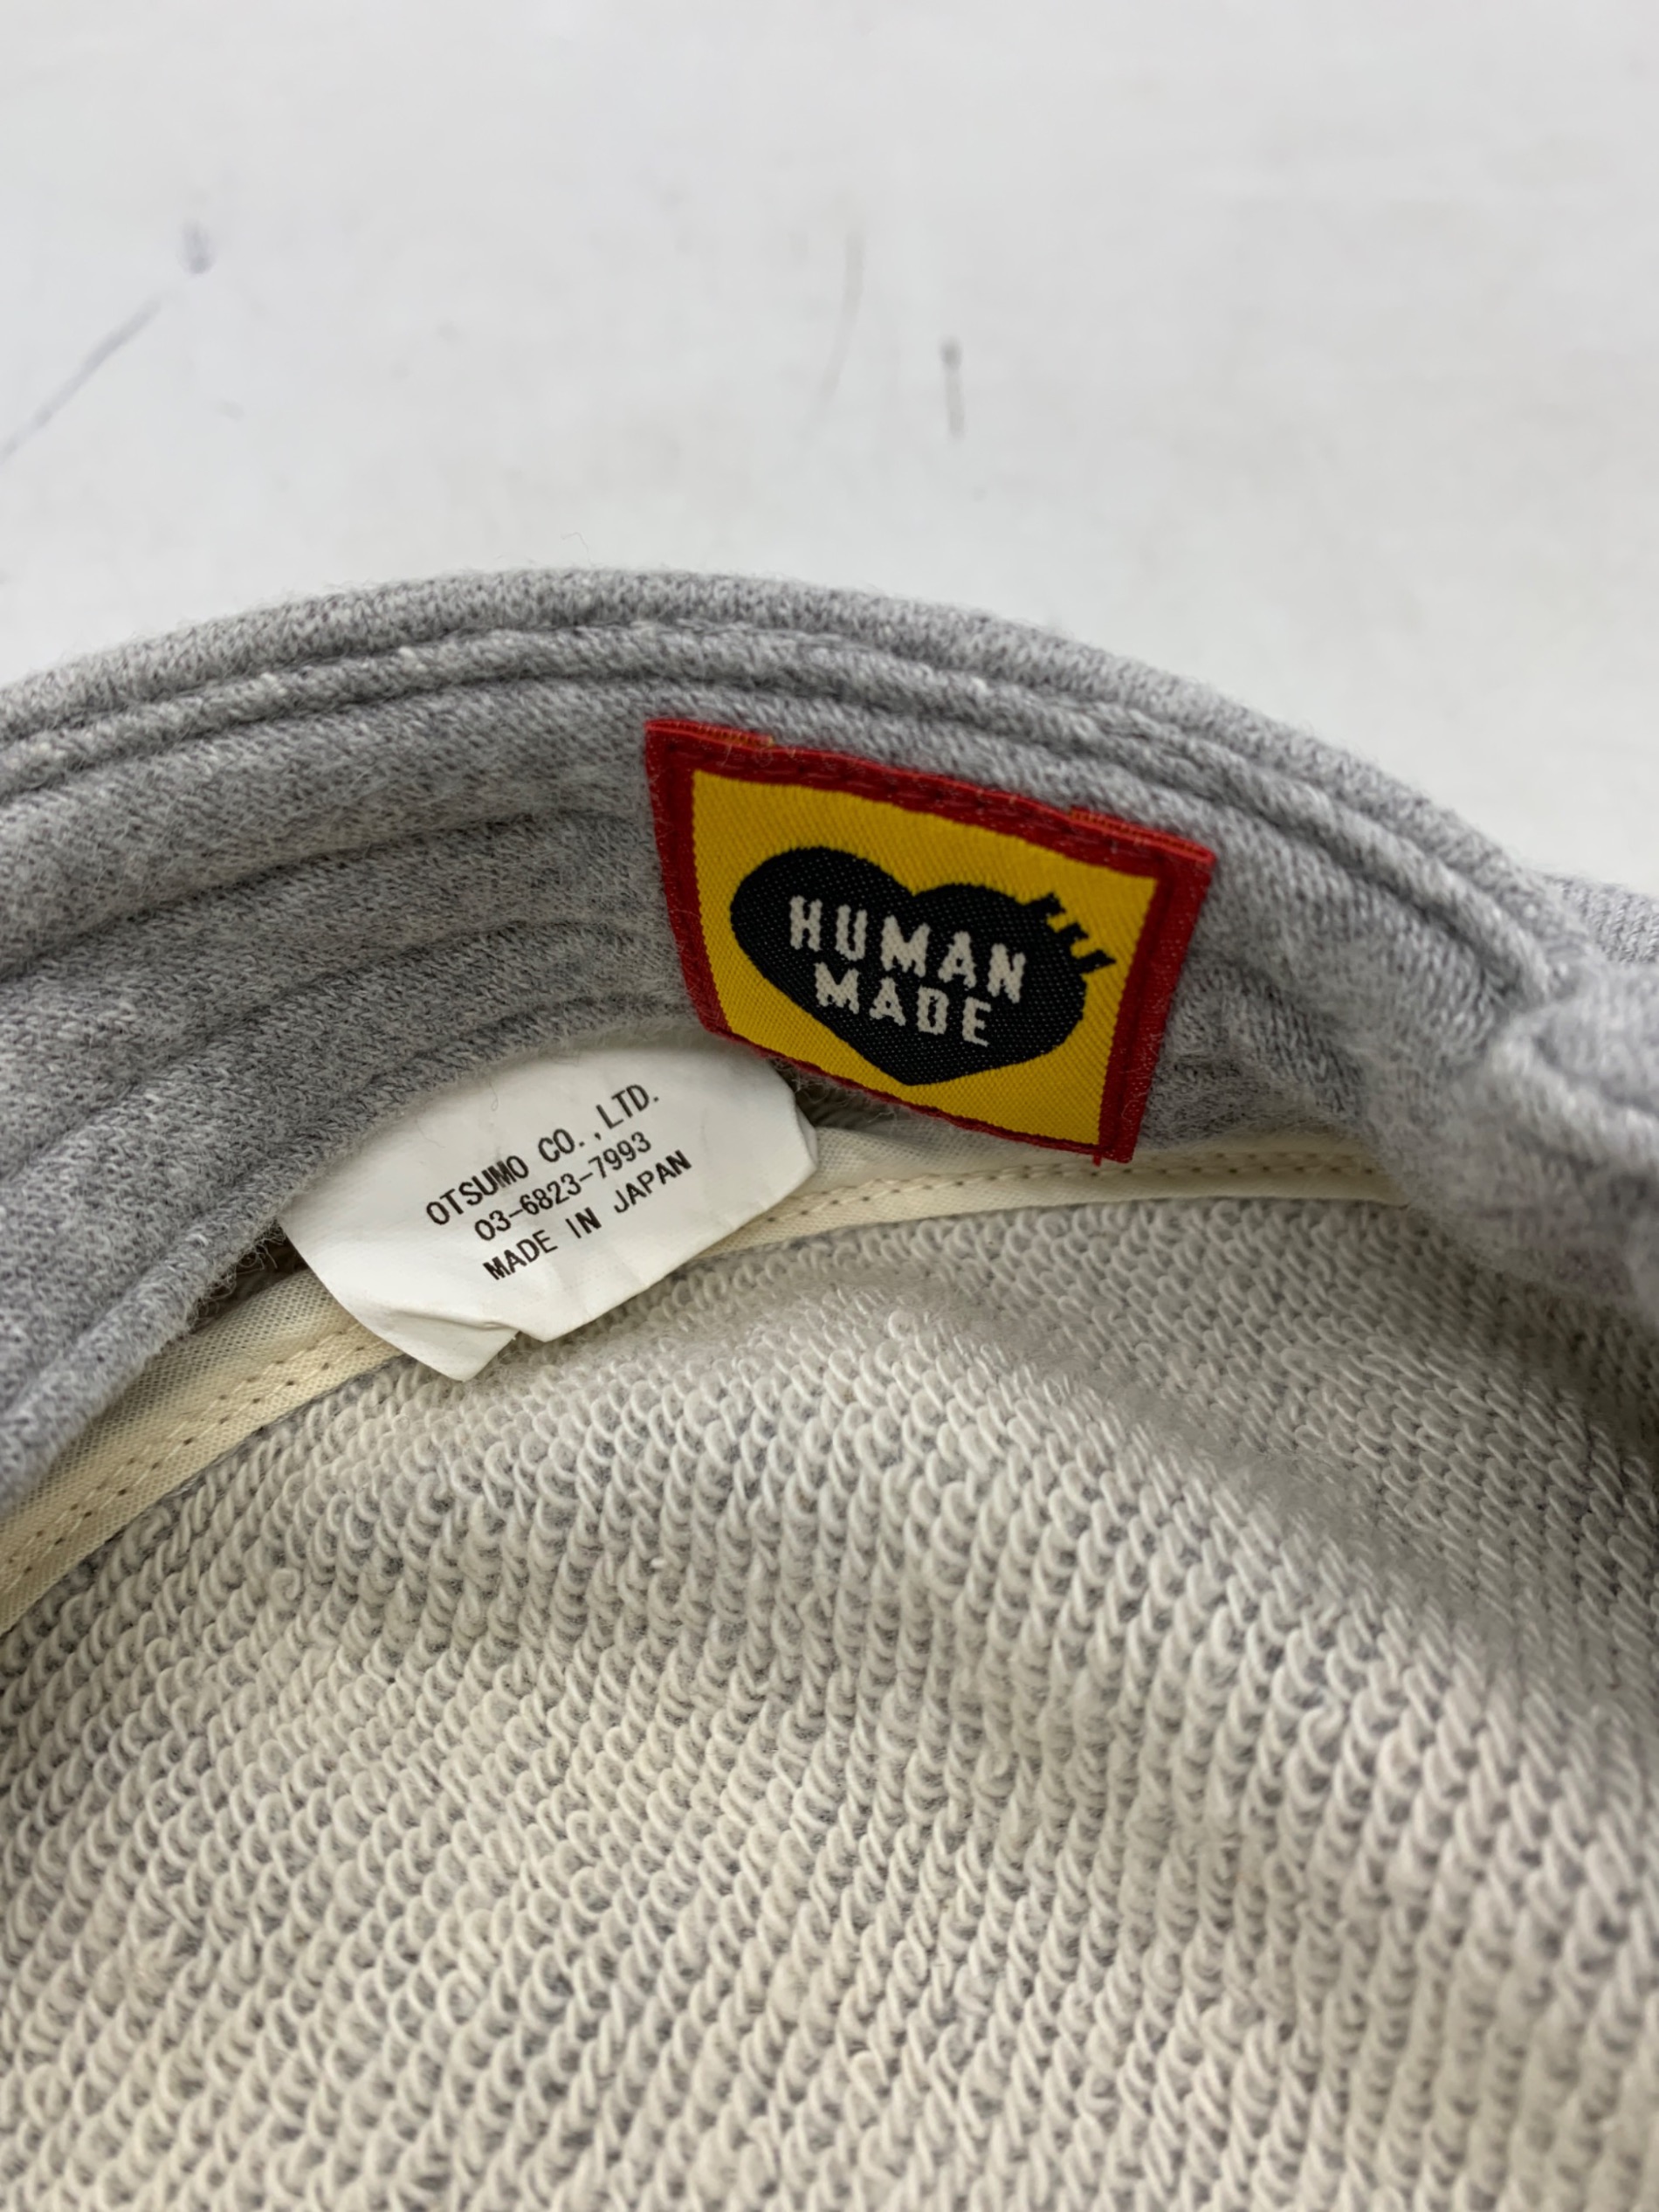 HUMAN
MADE
OTSUMO CO.,LTD.
03-6823-7993
MADE IN JAPAN